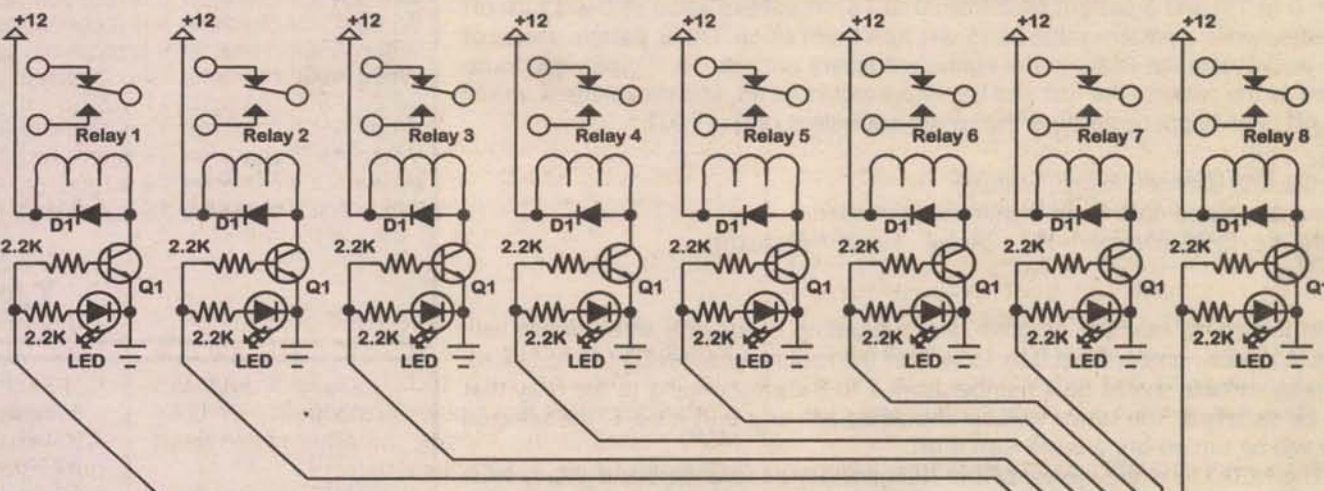 +12 +12 +12 +12 +12 +12 +12 +12
Relay 1 Relay 2 Relay 3 Relay 4 Relay 5 Relay 6 Relay 7 Relay 8
D1 D1 D1 D1 D1 D1 D1 D1
2.2K 2.2K 2.2K 2.2K 2.2K 2.2K 2.2K 2.2K
Q1 Q1 Q1 Q1 Q1 Q1 Q1 Q1
2.2K 2.2K 2.2K 2.2K 2.2K 2.2K 2.2K 2.2K
LED LED LED LED LED LED LED LED